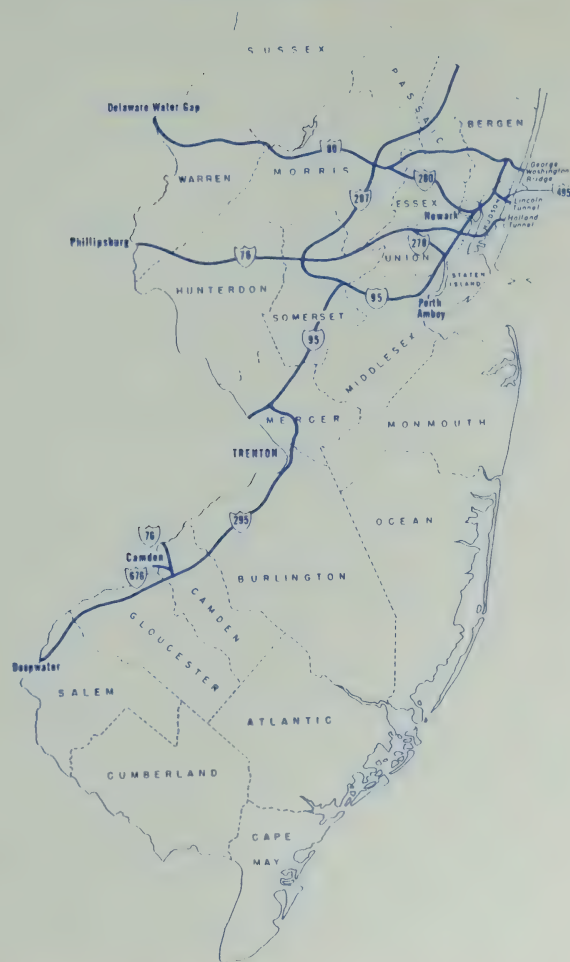 SUSSEX
PASSAIC
Delaware Water Gap
BERGEN
80
MORRIS
WARREN
George
Washington
Bridge
280
287
ESSEX
495
Lincoln
Tunnel
HUDSON
Newark
Holland
Tunnel
Phillipsburg
78
278
UNION
STATEN
ISLAND
HUNTERDON
95
Perth
Amboy
SOMERSET
95
MIDDLESEX
MERCER
MONMOUTH
TRENTON
295
OCEAN
76
Camden
676
BURLINGTON
CAMDEN
GLOUCESTER
Deepwater
SALEM
ATLANTIC
CUMBERLAND
CAPE
MAY